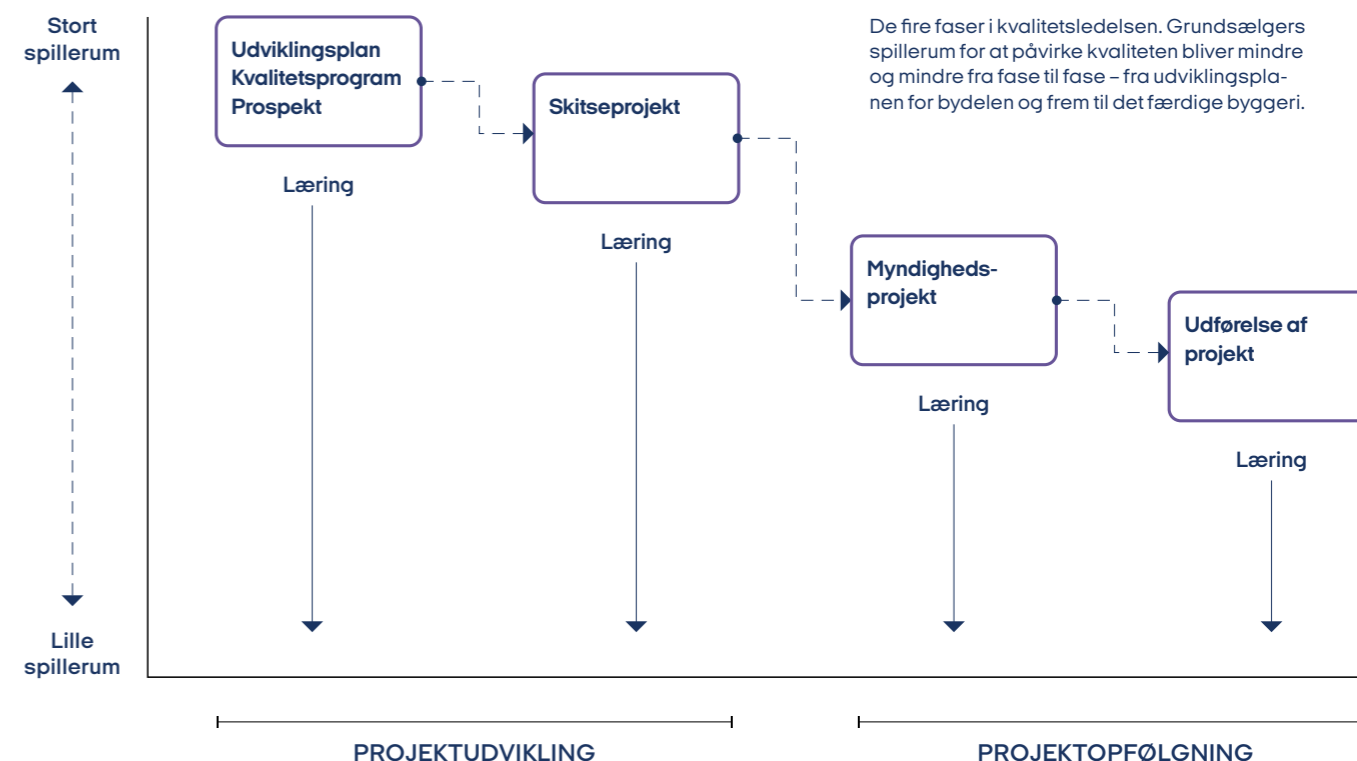 Stort
spillerum
Lille
spillerum
Udviklingsplan
Kvalitetsprogram
Prospekt
Læring
Skitseprojekt
Læring
De fire faser i kvalitetsledelsen. Grundsælgers
spillerum for at påvirke kvaliteten bliver mindre
og mindre fra fase til fase – fra udviklingspla-
nen for bydelen og frem til det færdige byggeri.
Myndigheds-
projekt
Læring
Udførelse af
projekt
Læring
PROJEKTUDVIKLING
PROJEKTOPFØLGNING